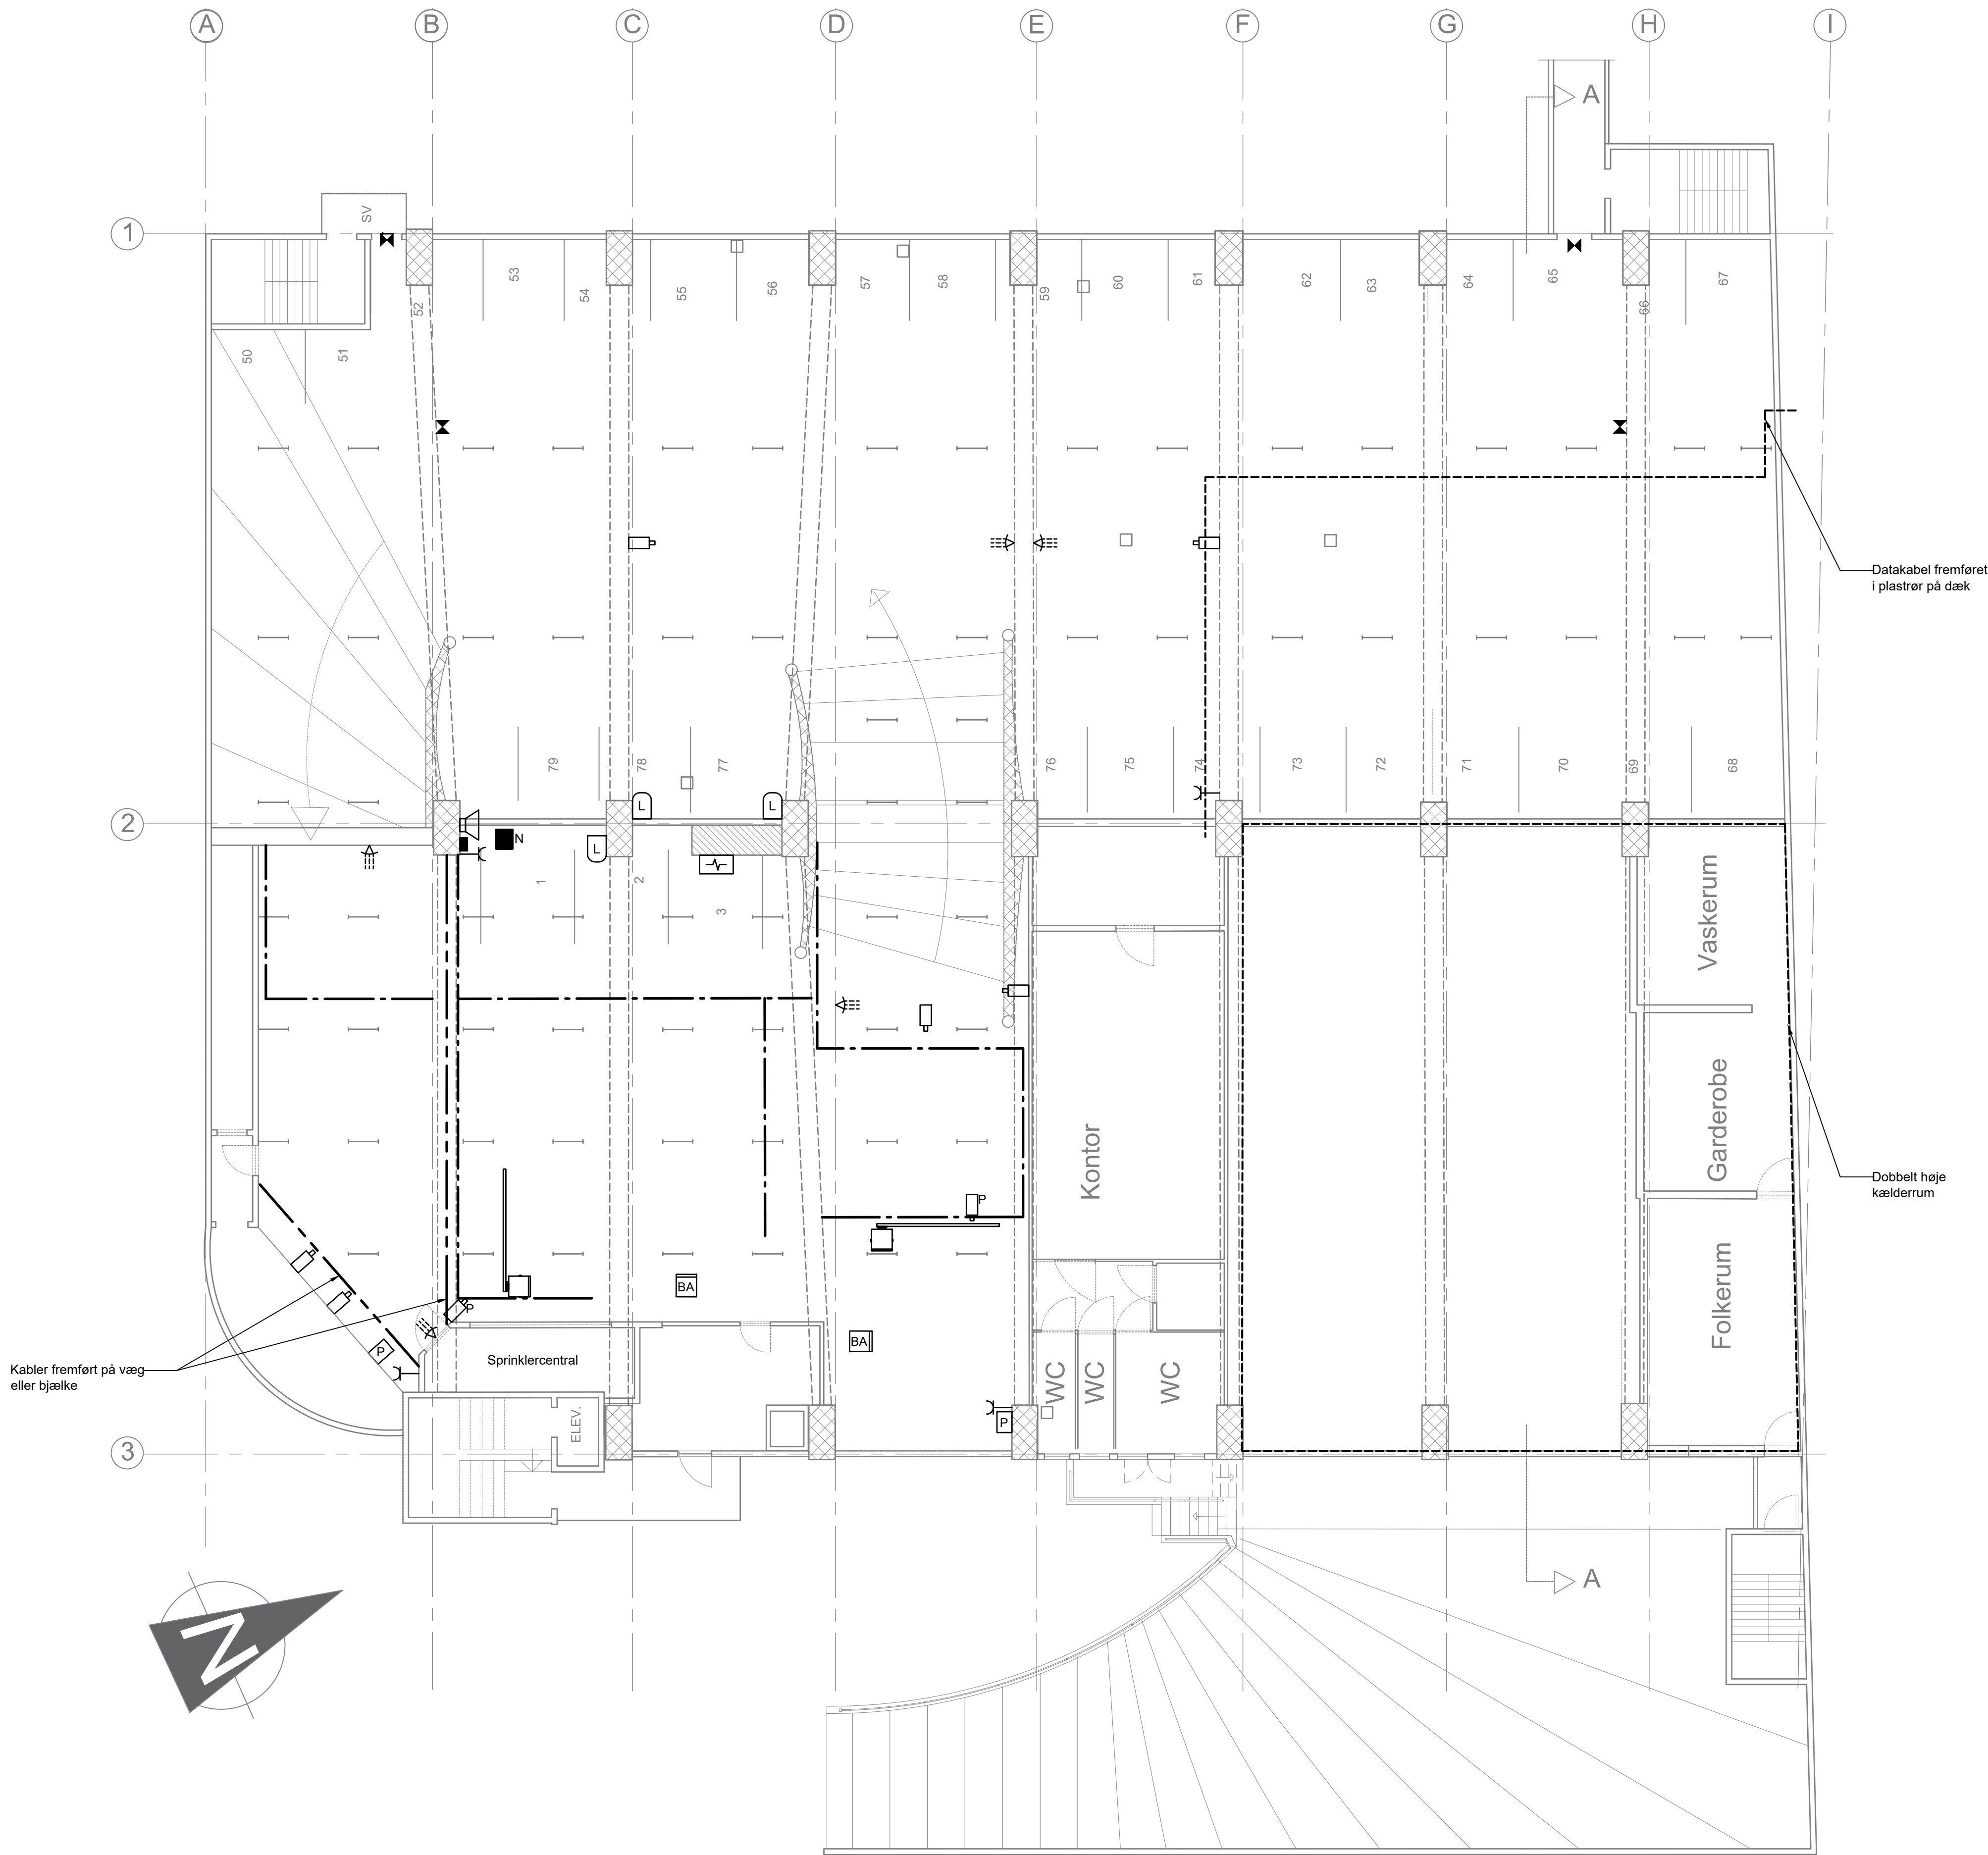 A
B
C
D
E
F
G
H
I
A
SV
1
53
54
55
56
57
58
59
60
61
62
63
64
65
66
67
52
50
51
Datakabel fremføret
i plastrør på dæk
79
78
77
76
75
74
73
72
71
70
69
68
L
L
2
N
L
1
2
3
Vaskerum
Kontor
Garderobe
Dobbelt høje
kælderrum
P
BA
P
BA
Folkerum
P
Sprinklercentral
Kabler fremført på væg
eller bjælke
WC
WC
WC
ELEV.
P
3
A
N